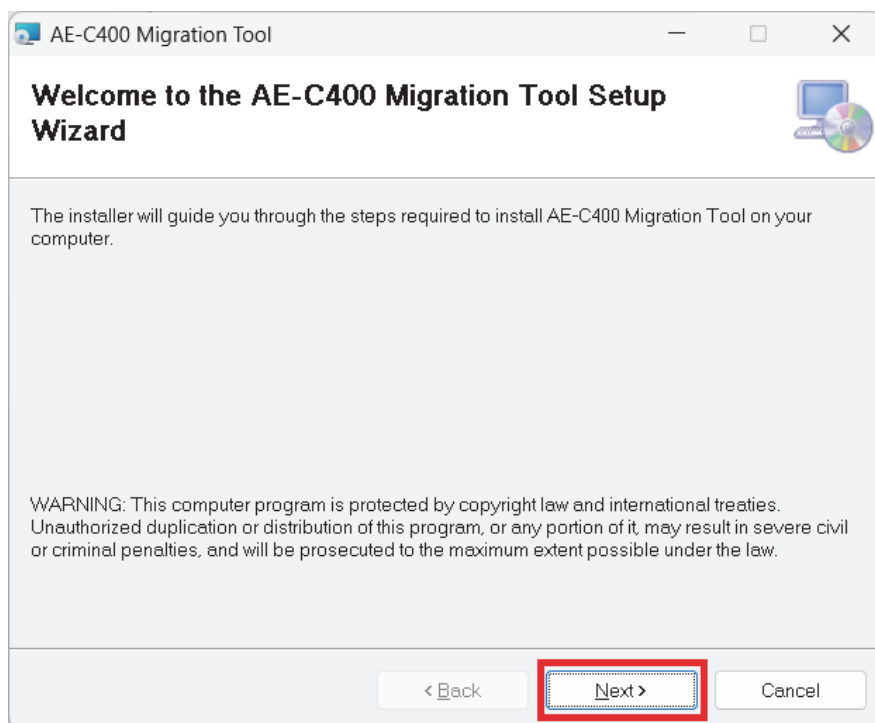 AE-C400 Migration Tool
Welcome to the AE-C400 Migration Tool Setup
Wizard
The installer will guide you through the steps required to install AE-C400 Migration Tool on your
computer.
WARNING: This computer program is protected by copyright law and international treaties.
Unauthorized duplication or distribution of this program, or any portion of it, may result in severe civil
or criminal penalties, and will be prosecuted to the maximum extent possible under the law.
< Back Next > Cancel